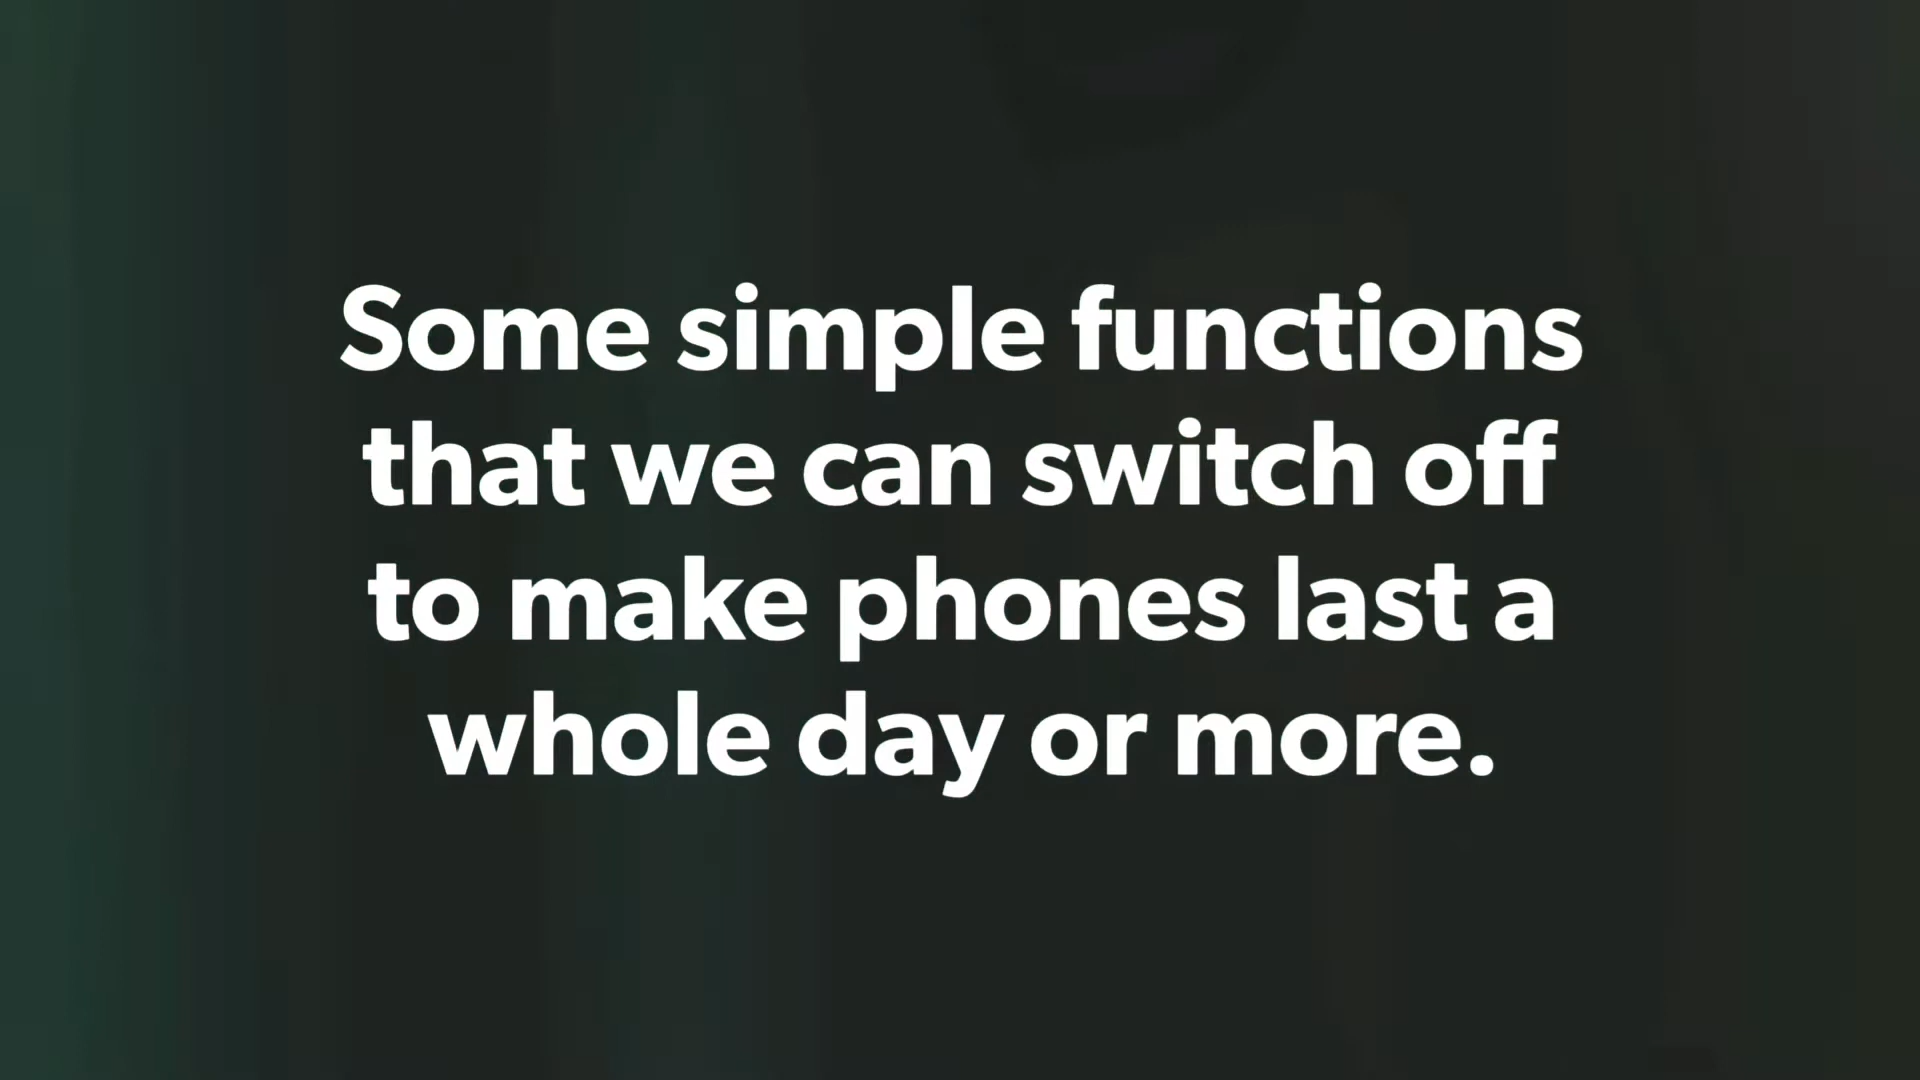 Some simple functions
that we can switch off
to make phones last a
whole day or more.